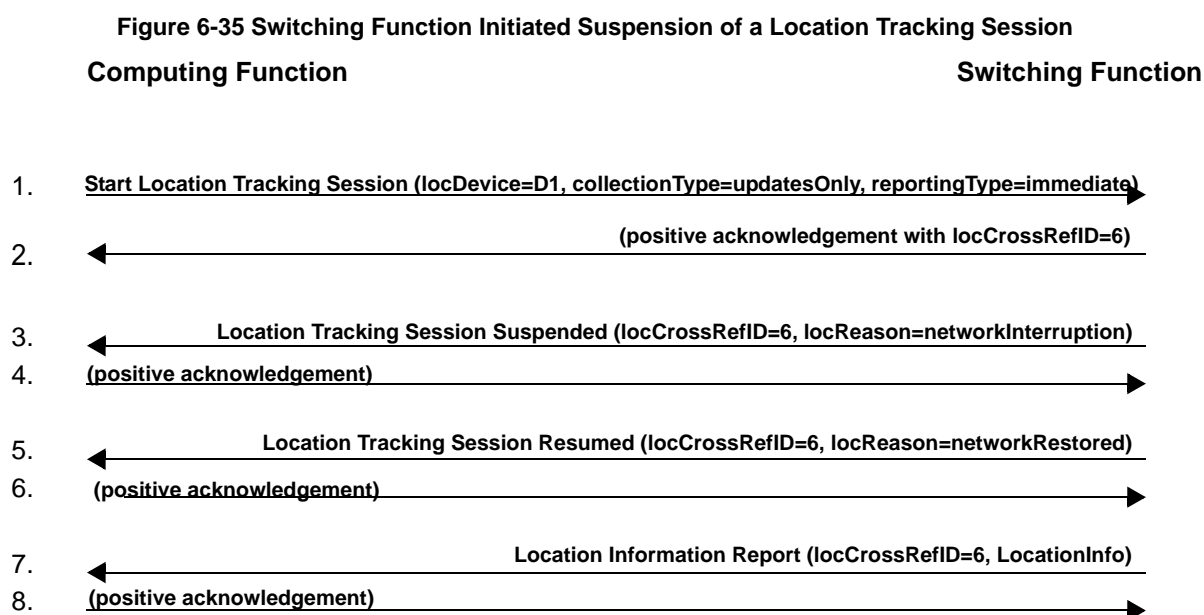 Figure 6-35 Switching Function Initiated Suspension of a Location Tracking Session
Computing Function Switching Function
1. Start Location Tracking Session (locDevice=D1, collectionType=updatesOnly, reportingType=immediate)
2. (positive acknowledgement with locCrossRefID=6)
3. Location Tracking Session Suspended (locCrossRefID=6, locReason=networkInterruption)
4. (positive acknowledgement)
5. Location Tracking Session Resumed (locCrossRefID=6, locReason=networkRestored)
6. (positive acknowledgement)
7. Location Information Report (locCrossRefID=6, LocationInfo)
8. (positive acknowledgement)